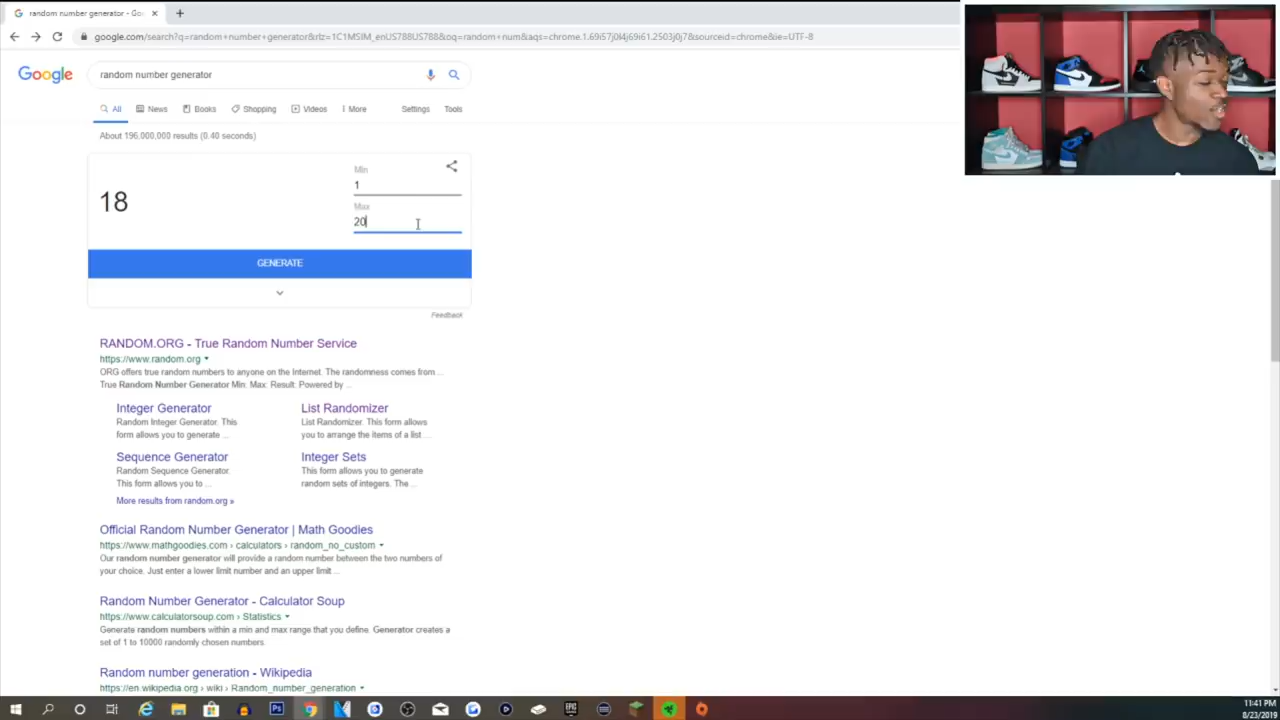 random number generator - Go
google.com/search?q=random+number+generator&rlz=1C1MSIM_enUS788US788&oq=random+num&aqs=chrome.1.69i57j0l4j69i61.2503j0j7&sourceid=chrome&ie=UTF-8
Google
random number generator
All News Books Shopping Videos More Settings Tools
About 196,000,000 results (0.40 seconds)
Min
1
18
Max
20
GENERATE
Feedback
RANDOM.ORG - True Random Number Service
https://www.random.org
ORG offers true random numbers to anyone on the Internet. The randomness comes from...
True Random Number Generator Min: Max: Result: Powered by ...
Integer Generator List Randomizer
Random Integer Generator. This List Randomizer. This form allows
form allows you to generate ... you to arrange the items of a list ...
Sequence Generator Integer Sets
Random Sequence Generator. This form allows you to generate
This form allows you to ... random sets of integers. The ...
More results from random.org »
Official Random Number Generator | Math Goodies
https://www.mathgoodies.com › calculators › random_no_custom
Our random number generator will provide a random number between the two numbers of
your choice. Just enter a lower limit number and an upper limit...
Random Number Generator - Calculator Soup
https://www.calculatorsoup.com › Statistics
Generate random numbers within a min and max range that you define. Generator creates a
set of 1 to 10000 randomly chosen numbers.
Random number generation - Wikipedia
https://en.wikipedia.org › wiki › Random_number_generation
11:41 PM
8/23/2019